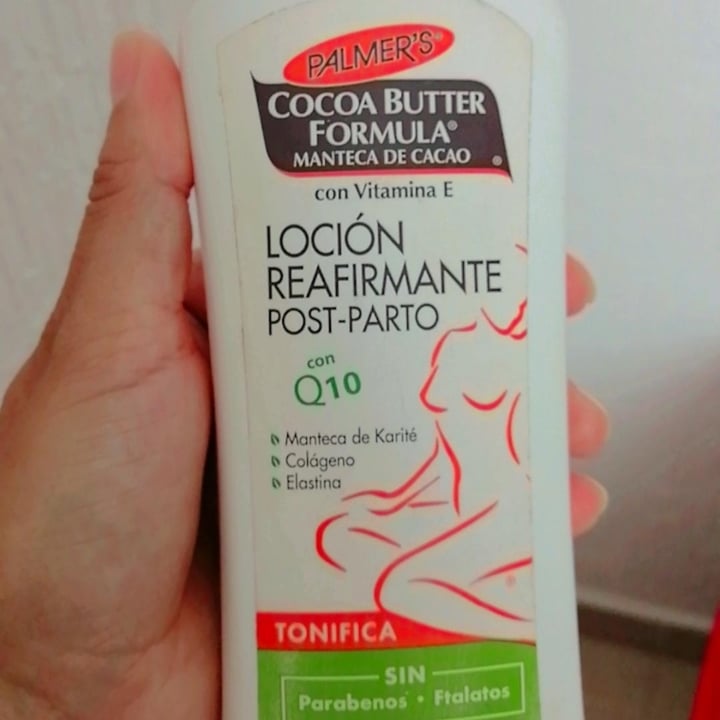 PALMER'S®
COCOA BUTTER
FORMULA®
MANTECA DE CACAO ®
con Vitamina E
LOCIÓN
REAFIRMANTE
POST-PARTO
con
Q10
Manteca de Karité
Colágeno
Elastina
®
TONIFICA
SIN
Parabenos • Ftalatos